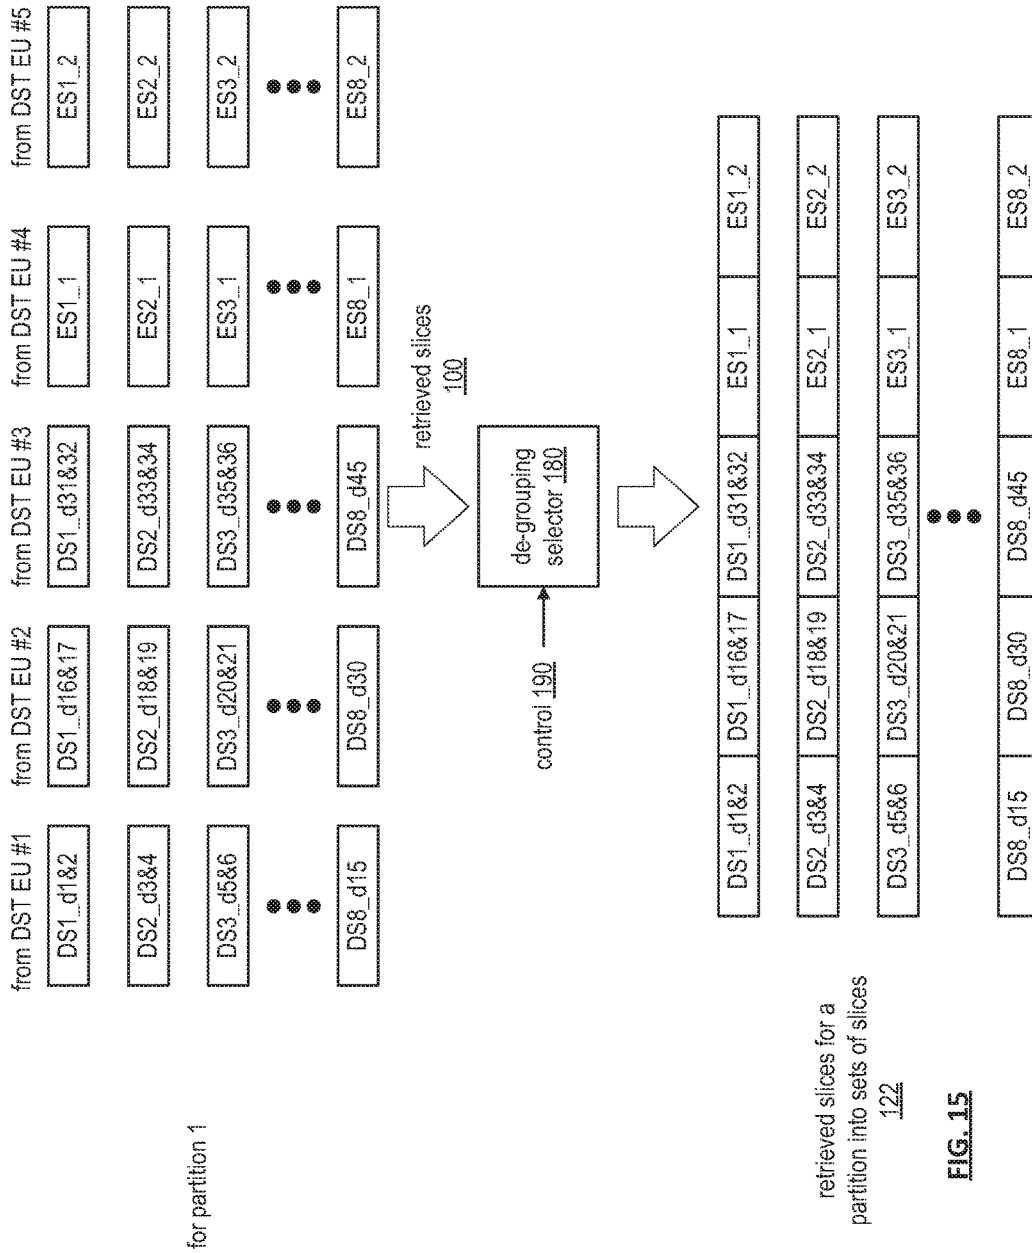 for partition 1
from DST EU #1
from DST EU #2
from DST EU #3
from DST EU #4
from DST EU #5
DS1_d1&2
DS1_d16&17
DS1_d31&32
ES1_1
ES1_2
DS2_d3&4
DS2_d18&19
DS2_d33&34
ES2_1
ES2_2
DS3_d5&6
DS3_d20&21
DS3_d35&36
ES3_1
ES3_2
DS8_d15
DS8_d30
DS8_d45
ES8_1
ES8_2
retrieved slices
100
control 190
de-grouping
selector 180
retrieved slices for a
partition into sets of slices
122
DS1_d1&2
DS1_d16&17
DS1_d31&32
ES1_1
ES1_2
DS2_d3&4
DS2_d18&19
DS2_d33&34
ES2_1
ES2_2
DS3_d5&6
DS3_d20&21
DS3_d35&36
ES3_1
ES3_2
DS8_d15
DS8_d30
DS8_d45
ES8_1
ES8_2
FIG. 15